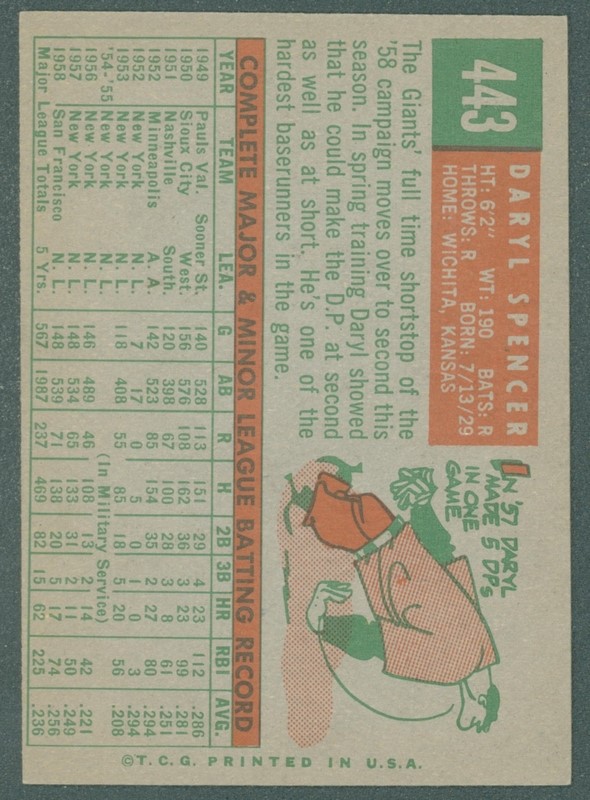 443
DARYL SPENCER
HT: 6'2" WT: 190 BATS: R
THROWS: R BORN: 7/13/29
HOME: WICHITA, KANSAS
The Giants' full time shortstop of the
'58 campaign moves over to second this
season. In spring training Daryl showed
that he could make the D.P. at second
as well as at short. He's one of the
hardest baserunners in the game.
IN '57 DARYL
MADE 5 DPs
IN ONE
GAME
COMPLETE MAJOR & MINOR LEAGUE BATTING RECORD
YEAR TEAM LEA. G AB R H 2B 3B HR RBI AVG.
1949 Pauls Val. Sooner St. 140 528 113 151 29 4 23 112 .286
1950 Sioux City West. 156 576 108 162 36 3 23 99 .281
1951 Nashville South. 120 398 67 100 28 3 8 61 .251
1952 Minneapolis A. A. 142 523 85 154 35 2 27 80 .294
1952 New York N. L. 7 17 0 5 0 1 0 3 .294
1953 New York N. L. 118 408 55 85 18 5 20 56 .208
'54-'55 New York N. L. (In Military Service)
1956 New York N. L. 146 489 46 108 13 2 14 42 .221
1957 New York N. L. 148 534 65 133 31 2 11 50 .249
1958 San Francisco N. L. 148 539 71 138 20 5 17 74 .256
Major League Totals 5 Yrs. 567 1987 237 469 82 15 62 225 .236
©T.C.G. PRINTED IN U.S.A.